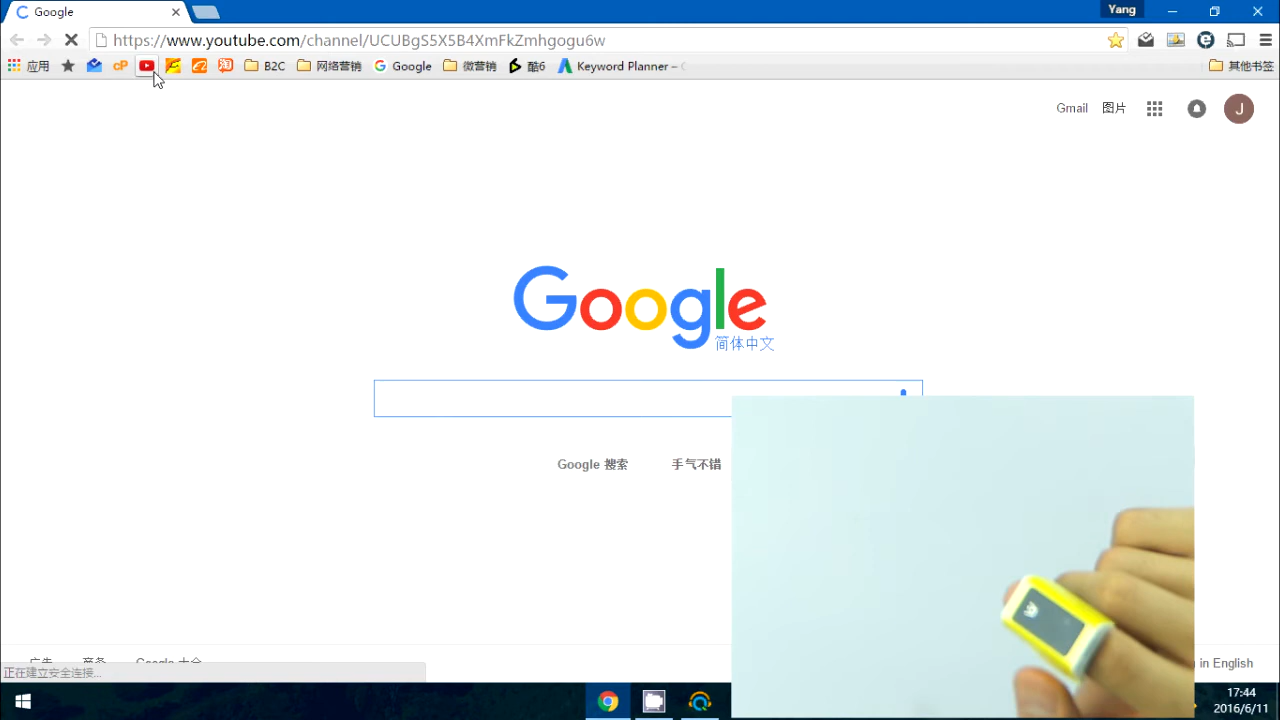 Google
Yang
https://www.youtube.com/channel/UCUBgS5X5B4XmFkZmhgogu6w
应用
cP
淘
B2C
网络营销
Google
微营销
酷6
Keyword Planner –
其他书签
Gmail
图片
J
Google
简体中文
Google 搜索
手气不错
in English
正在建立安全连接...
17:44
2016/6/11